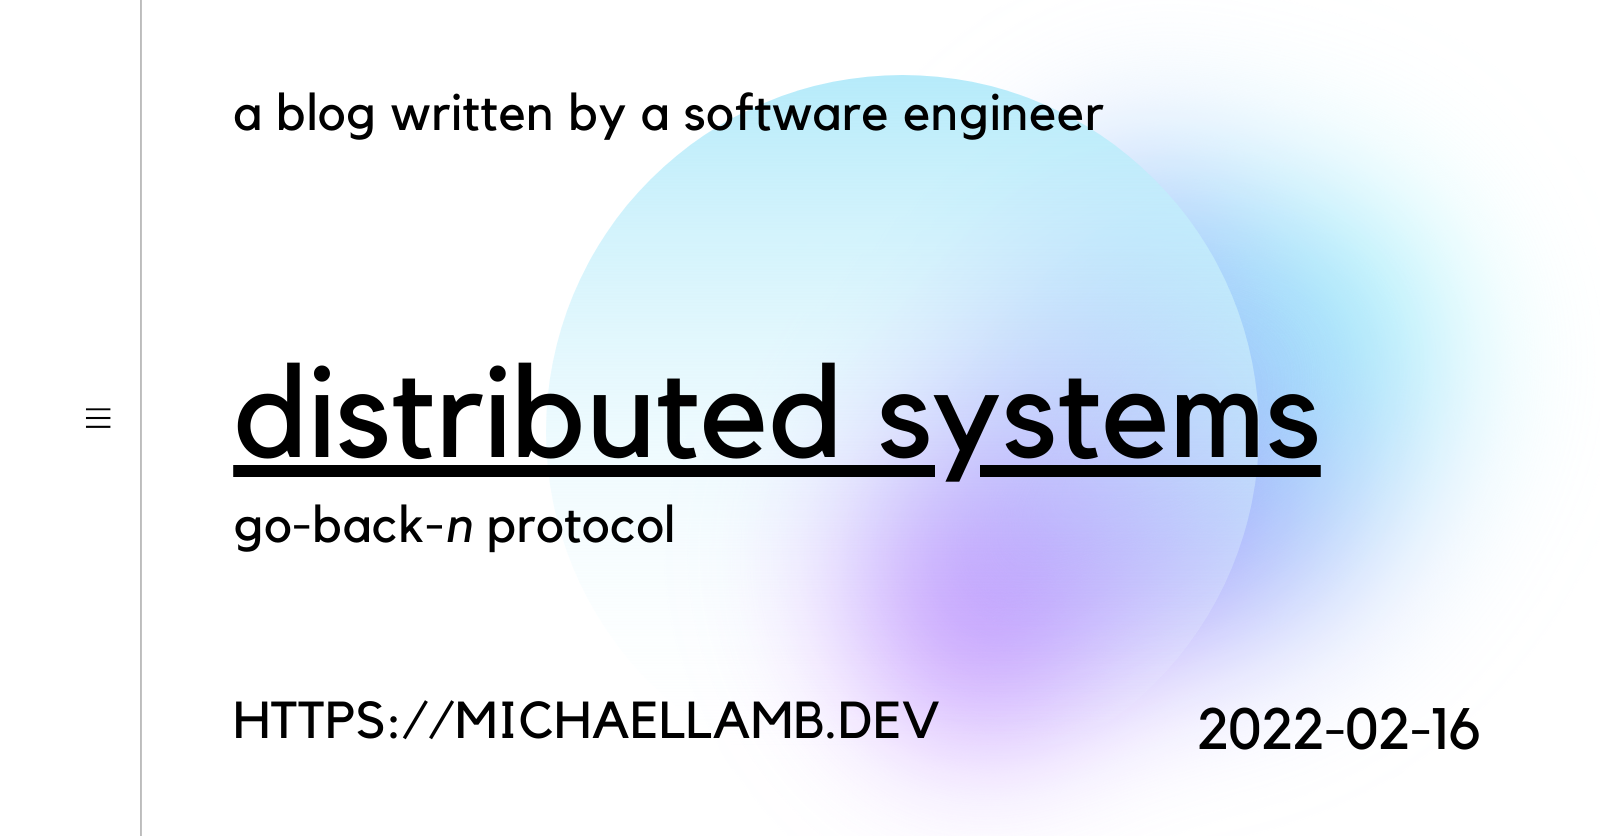 a blog written by a software engineer
distributed systems
go-back-n protocol
HTTPS://MICHAELLAMB.DEV
2022-02-16